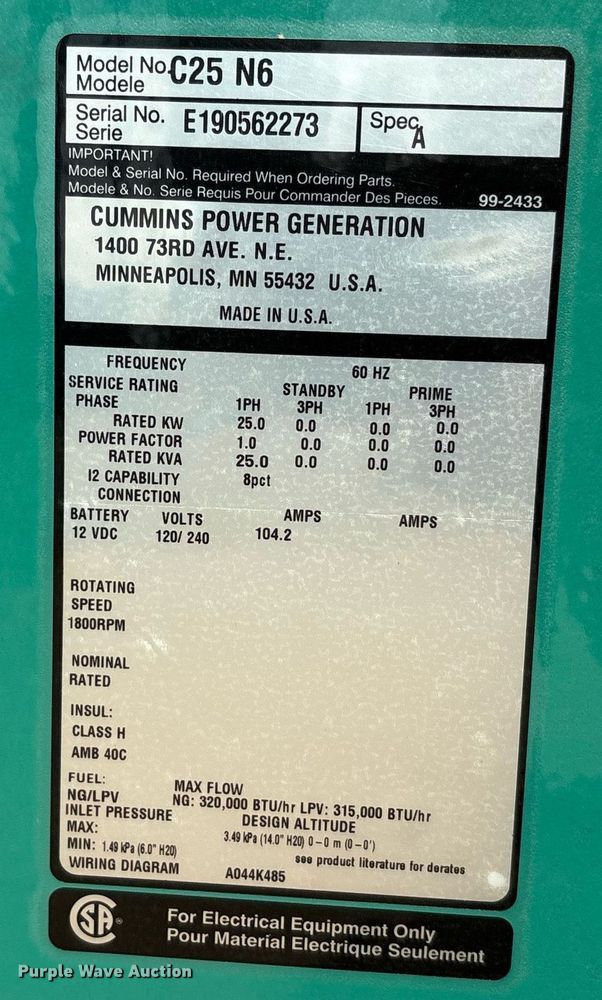 Model No. C25 N6
Modele
Serial No. E190562273 Spec A
Serie
IMPORTANT!
Model & Serial No. Required When Ordering Parts.
Modele & No. Serie Requis Pour Commander Des Pieces. 99-2433
CUMMINS POWER GENERATION
1400 73RD AVE. N.E.
MINNEAPOLIS, MN 55432 U.S.A.
MADE IN U.S.A.
FREQUENCY 60 HZ
SERVICE RATING STANDBY PRIME
PHASE 1PH 3PH 1PH 3PH
RATED KW 25.0 0.0 0.0 0.0
POWER FACTOR 1.0 0.0 0.0 0.0
RATED KVA 25.0 0.0 0.0 0.0
I2 CAPABILITY 8pct
CONNECTION
BATTERY VOLTS AMPS AMPS
12 VDC 120/ 240 104.2
ROTATING
SPEED
1800RPM
NOMINAL
RATED
INSUL:
CLASS H
AMB 40C
FUEL: MAX FLOW
NG/LPV NG: 320,000 BTU/hr LPV: 315,000 BTU/hr
INLET PRESSURE DESIGN ALTITUDE
MAX: 3.49 kPa (14.0" H20) 0-0 m (0-0')
MIN: 1.49 kPa (6.0" H20) see product literature for derates
WIRING DIAGRAM A044K485
SA ®
For Electrical Equipment Only
Pour Material Electrique Seulement
Purple Wave Auction